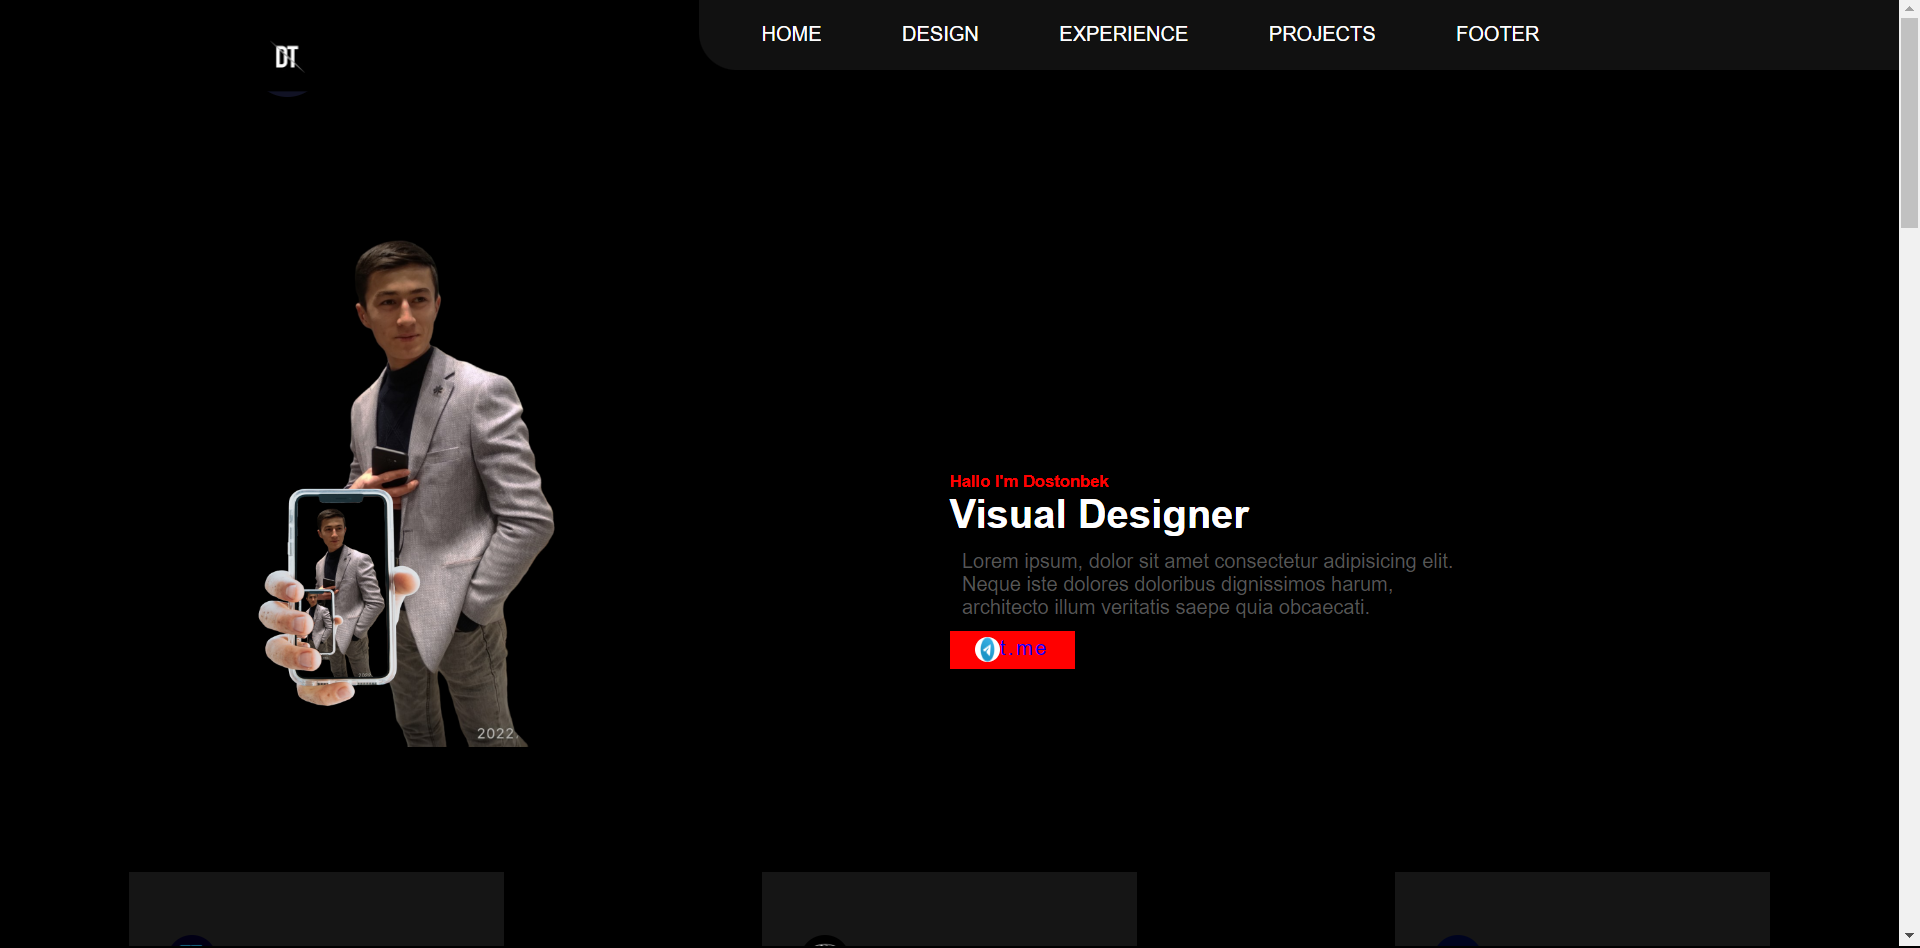 DT
HOME DESIGN EXPERIENCE PROJECTS FOOTER
Hallo I'm Dostonbek
Visual Designer
Lorem ipsum, dolor sit amet consectetur adipisicing elit.
Neque iste dolores doloribus dignissimos harum,
architecto illum veritatis saepe quia obcaecati.
t.me
2022.